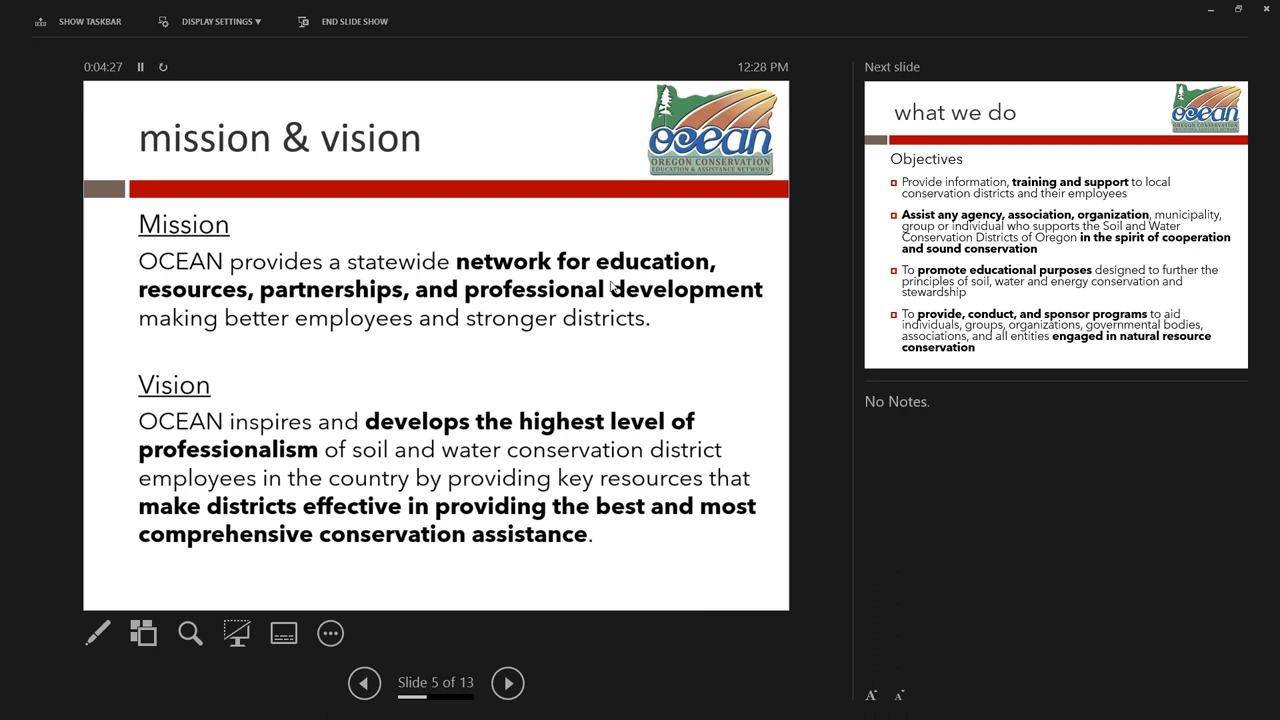 SHOW TASKBAR
DISPLAY SETTINGS ▼
END SLIDE SHOW
0:04:27
12:28 PM
mission & vision
ocean
OREGON CONSERVATION
EDUCATION & ASSISTANCE NETWORK
Mission
OCEAN provides a statewide network for education,
resources, partnerships, and professional development
making better employees and stronger districts.
Vision
OCEAN inspires and develops the highest level of
professionalism of soil and water conservation district
employees in the country by providing key resources that
make districts effective in providing the best and most
comprehensive conservation assistance.
Slide 5 of 13
Next slide
what we do
ocean
OREGON CONSERVATION
EDUCATION & ASSISTANCE NETWORK
Objectives
Provide information, training and support to local
conservation districts and their employees
Assist any agency, association, organization, municipality,
group or individual who supports the Soil and Water
Conservation Districts of Oregon in the spirit of cooperation
and sound conservation
To promote educational purposes designed to further the
principles of soil, water and energy conservation and
stewardship
To provide, conduct, and sponsor programs to aid
individuals, groups, organizations, governmental bodies,
associations, and all entities engaged in natural resource
conservation
No Notes.
A A